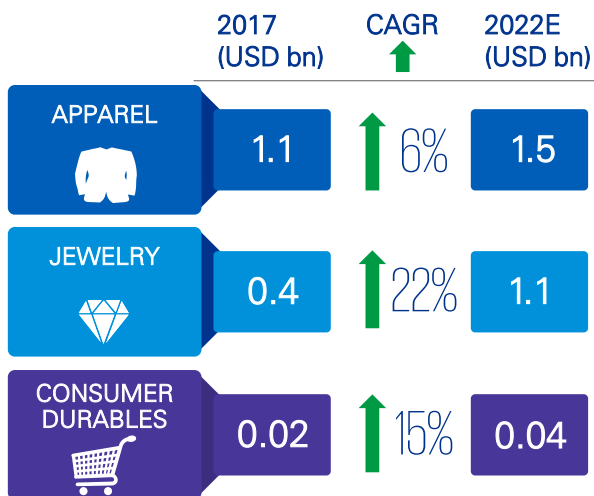 2017 CAGR 2022E
(USD bn) (USD bn)
APPAREL
1.1 6% 1.5
JEWELRY
0.4 22% 1.1
CONSUMER
DURABLES
0.02 15% 0.04